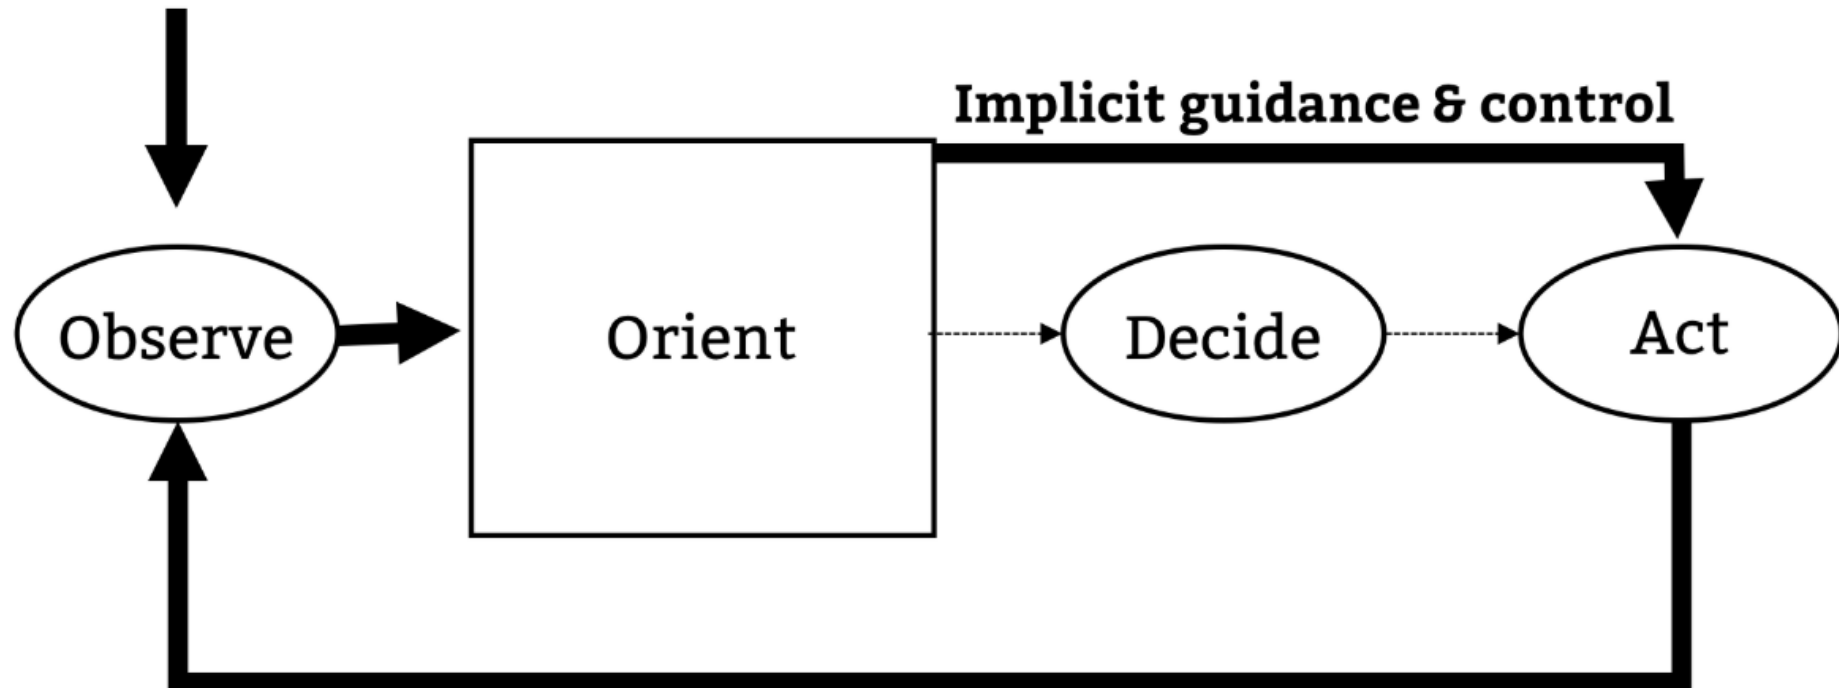 Implicit guidance & control
Observe
Orient
Decide
Act